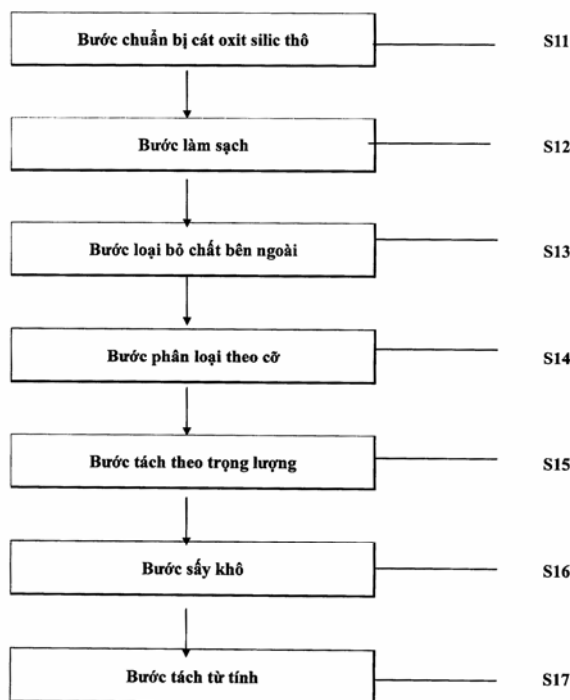 Bước chuẩn bị cát oxit silic thô S11
Bước làm sạch S12
Bước loại bỏ chất bên ngoài S13
Bước phân loại theo cỡ S14
Bước tách theo trọng lượng S15
Bước sấy khô S16
Bước tách từ tính S17